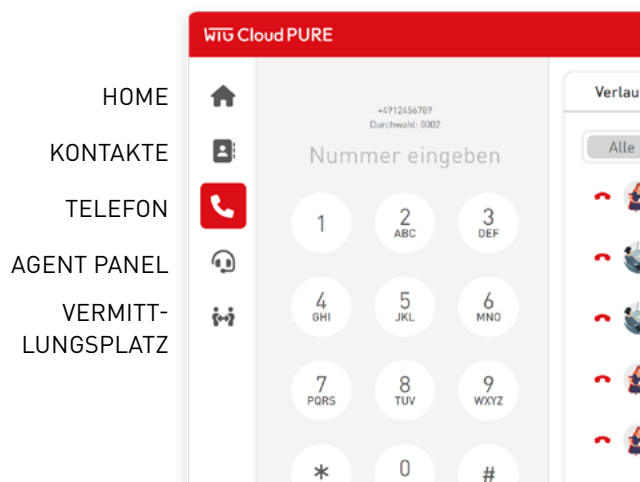 WTG Cloud PURE
HOME
KONTAKTE
TELEFON
AGENT PANEL
VERMITT-
LUNGSPLATZ
+4912456789
Durchwahl: 0002
Nummer eingeben
1
2
ABC
3
DEF
4
GHI
5
JKL
6
MNO
7
PQRS
8
TUV
9
WXYZ
*
0
#
Verlau
Alle